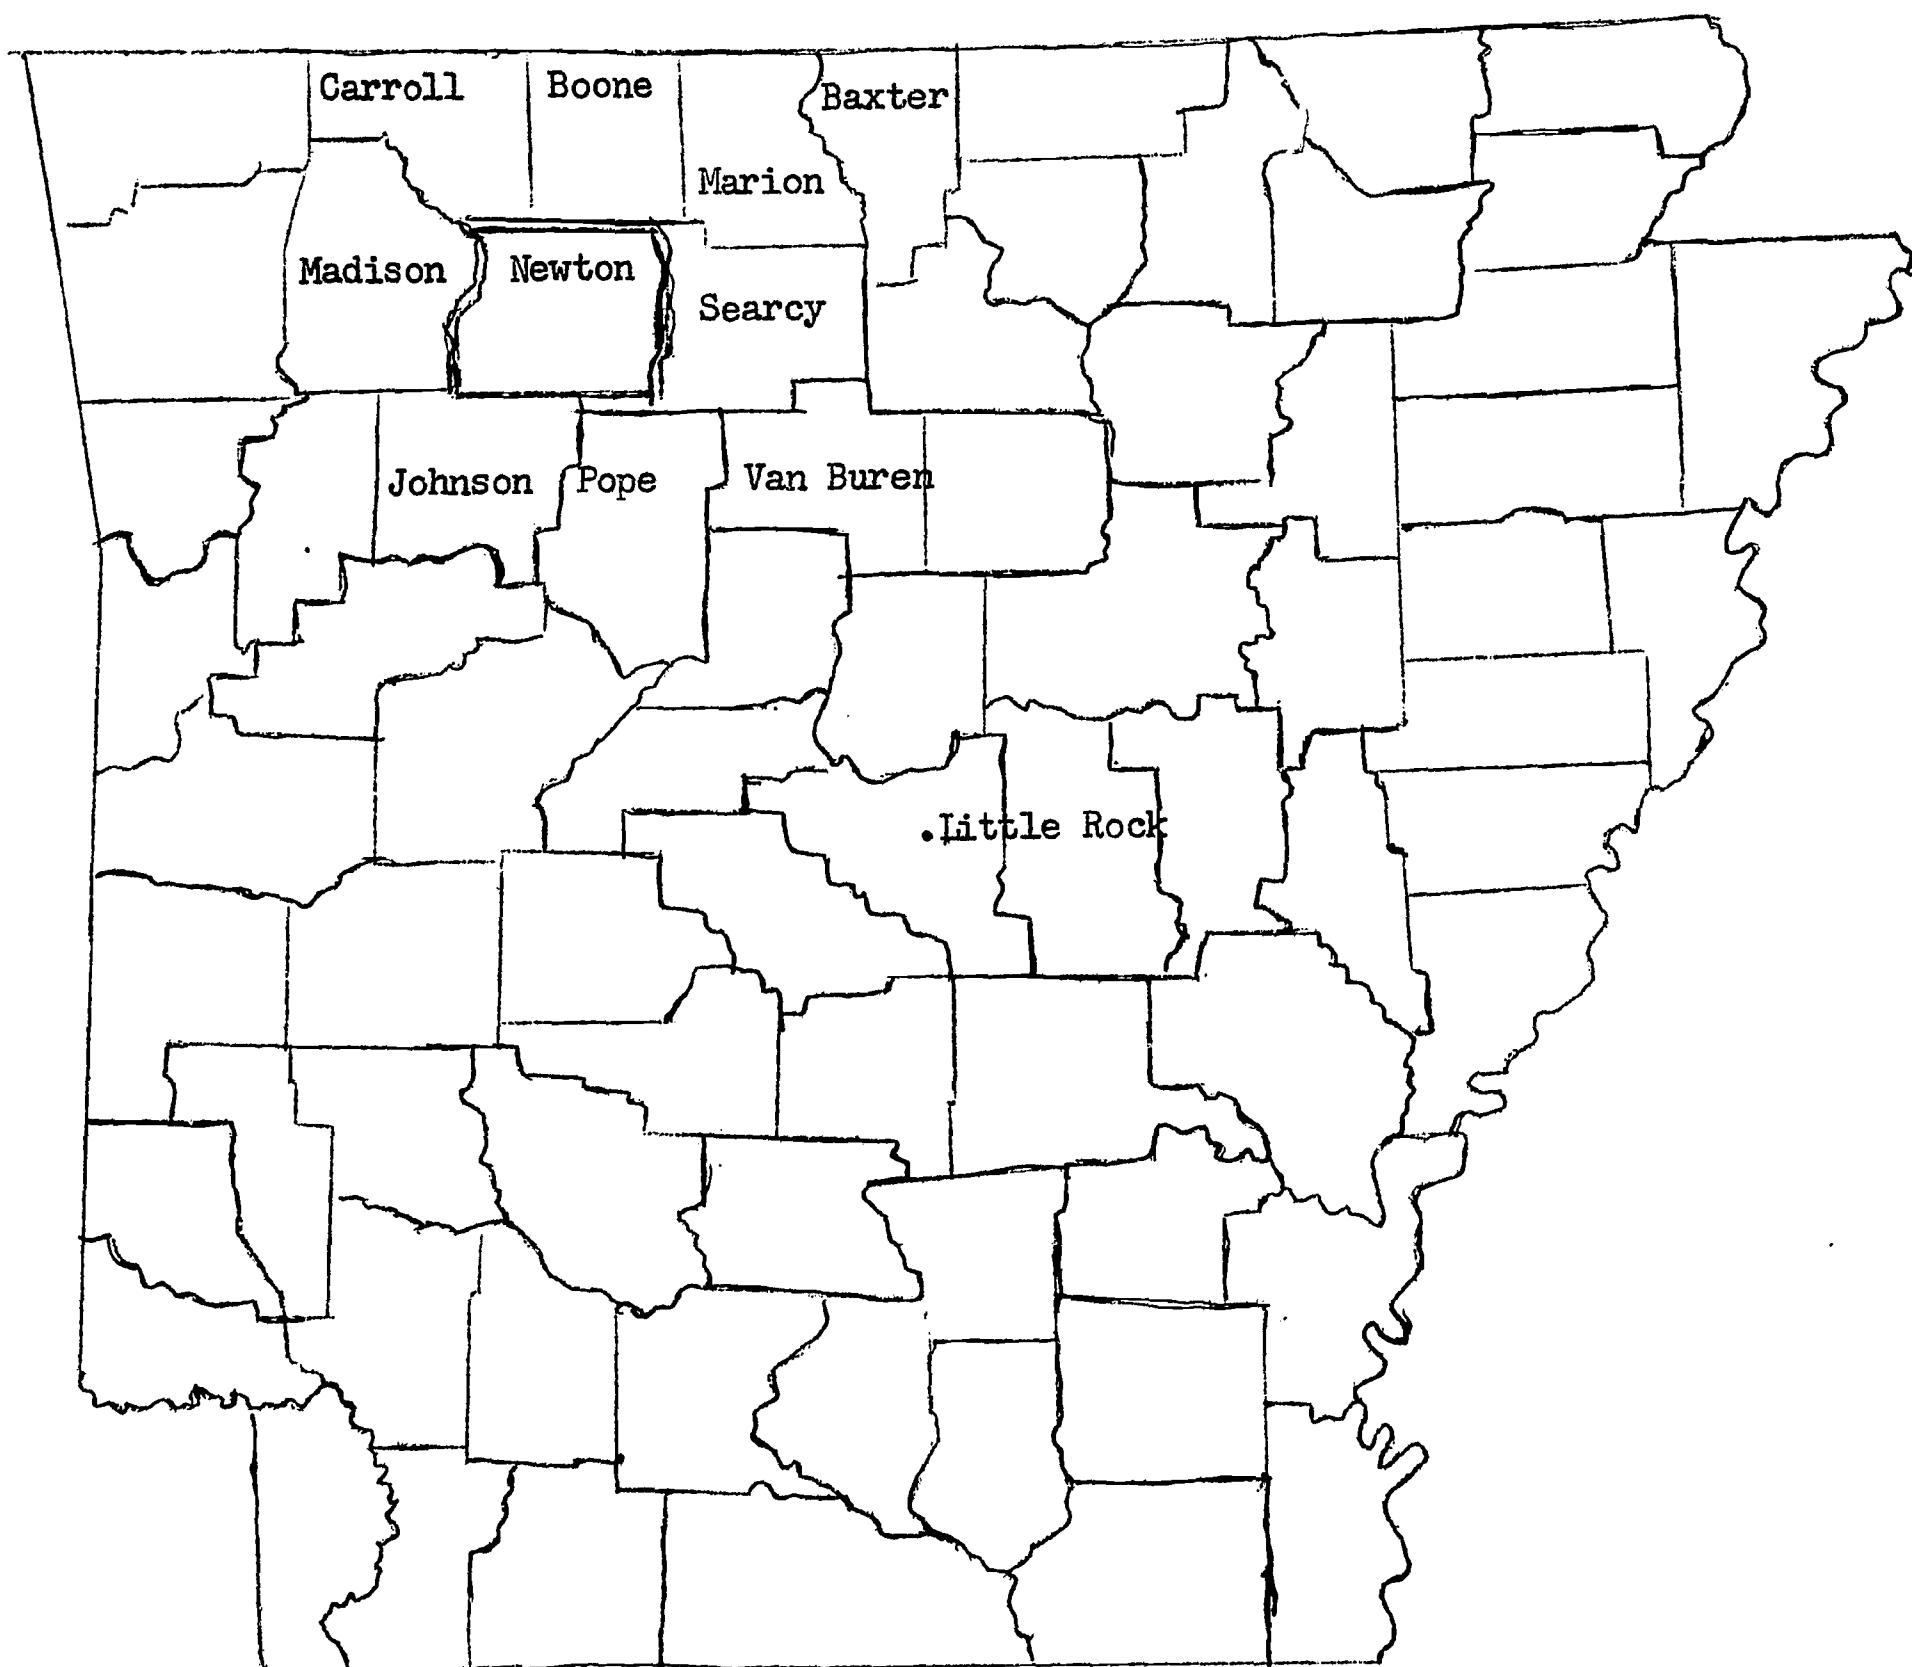 Carroll
Boone
Baxter
Marion
Madison
Newton
Searcy
Johnson
Pope
Van Buren
.Little Rock